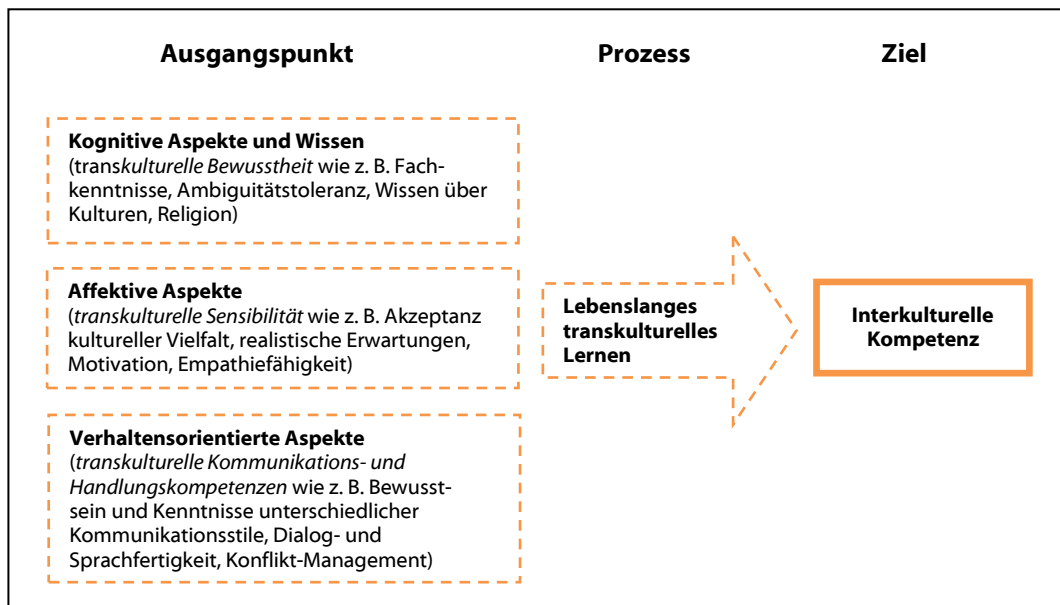 Ausgangspunkt
Prozess
Ziel
Kognitive Aspekte und Wissen
(transkulturelle Bewusstheit wie z. B. Fach-
kenntnisse, Ambiguitätstoleranz, Wissen über
Kulturen, Religion)
Affektive Aspekte
(transkulturelle Sensibilität wie z. B. Akzeptanz
kultureller Vielfalt, realistische Erwartungen,
Motivation, Empathiefähigkeit)
Verhaltensorientierte Aspekte
(transkulturelle Kommunikations- und
Handlungskompetenzen wie z. B. Bewusst-
sein und Kenntnisse unterschiedlicher
Kommunikationsstile, Dialog- und
Sprachfertigkeit, Konflikt-Management)
Lebenslanges
transkulturelles
Lernen
Interkulturelle
Kompetenz